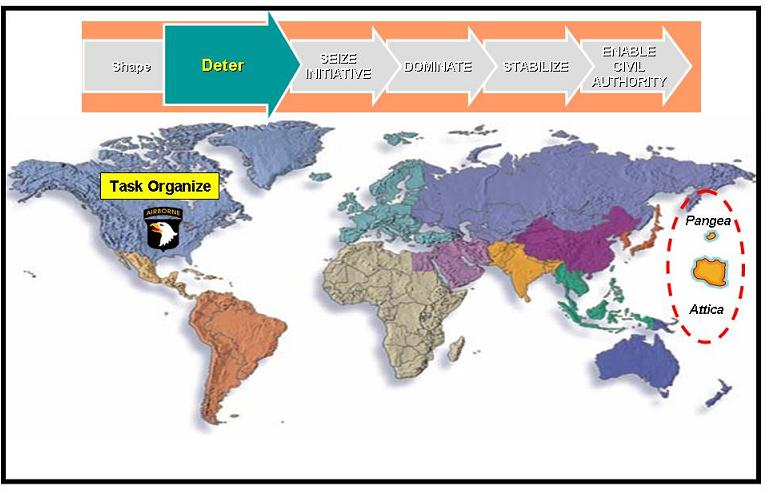 Shape
Deter
SEIZE
INITIATIVE
DOMINATE
STABILIZE
ENABLE
CIVIL
AUTHORITY
Task Organize
AIRBORNE
Pangea
Attica